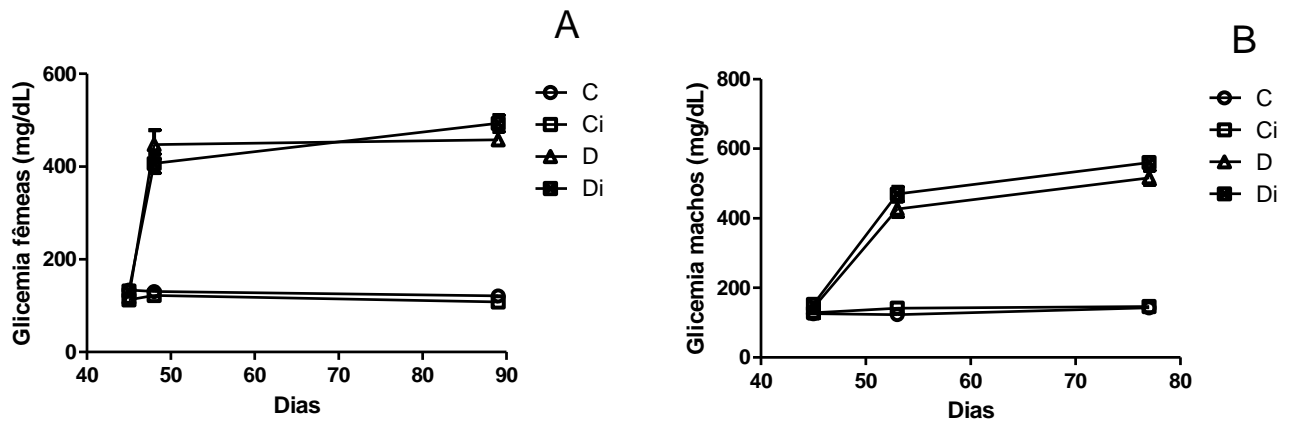 A
Glicemia fêmeas (mg/dL)
600
400
200
0
40 50 60 70 80 90
Dias
C
Ci
D
Di
B
Glicemia machos (mg/dL)
800
600
400
200
0
40 50 60 70 80
Dias
C
Ci
D
Di